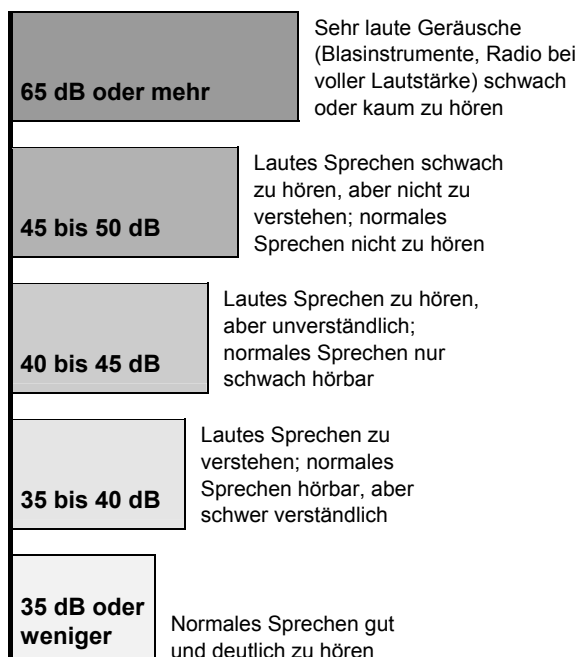 65 dB oder mehr
Sehr laute Geräusche
(Blasinstrumente, Radio bei
voller Lautstärke) schwach
oder kaum zu hören
45 bis 50 dB
Lautes Sprechen schwach
zu hören, aber nicht zu
verstehen; normales
Sprechen nicht zu hören
40 bis 45 dB
Lautes Sprechen zu hören,
aber unverständlich;
normales Sprechen nur
schwach hörbar
35 bis 40 dB
Lautes Sprechen zu
verstehen; normales
Sprechen hörbar, aber
schwer verständlich
35 dB oder
weniger
Normales Sprechen gut
und deutlich zu hören